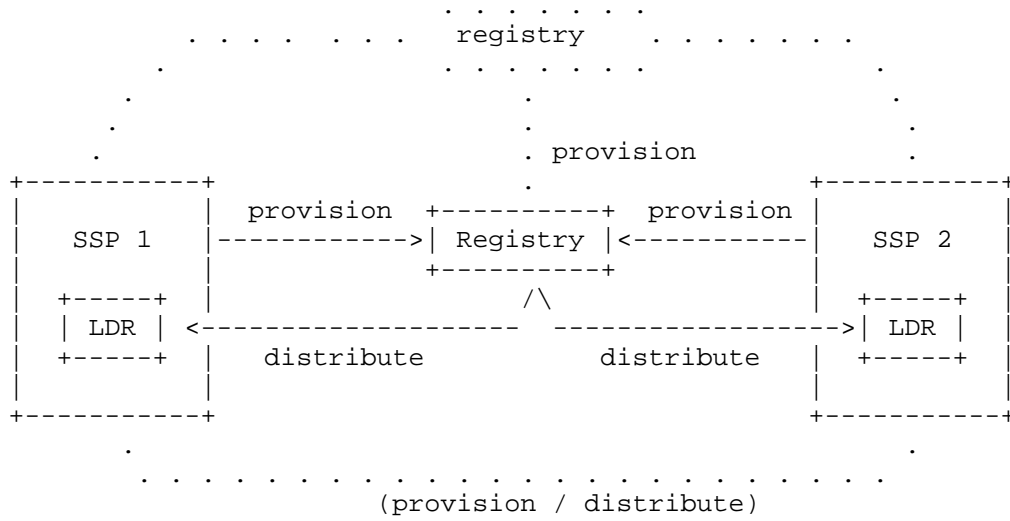 registry
provision
provision provision
SSP 1 Registry SSP 2
LDR LDR
distribute distribute
(provision / distribute)